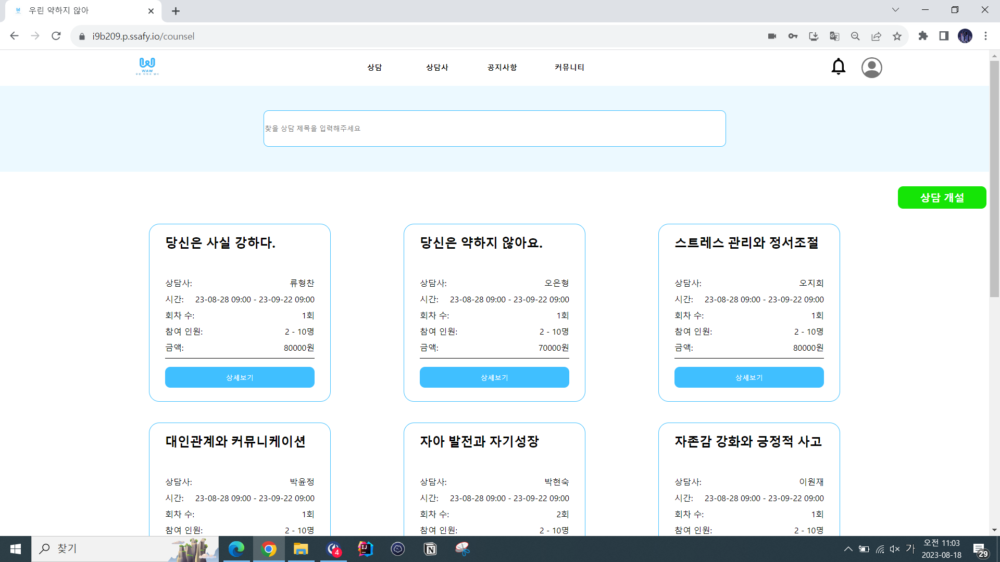 우린 약하지 않아
i9b209.p.ssafy.io/counsel
WAW
우린 약하지 않아
상담 상담사 공지사항 커뮤니티
찾을 상담 제목을 입력해주세요
상담 개설
당신은 사실 강하다.
상담사: 류형찬
시간: 23-08-28 09:00 - 23-09-22 09:00
회차 수: 1회
참여 인원: 2 - 10명
금액: 80000원
상세보기
당신은 약하지 않아요.
상담사: 오은형
시간: 23-08-28 09:00 - 23-09-22 09:00
회차 수: 1회
참여 인원: 2 - 10명
금액: 70000원
상세보기
스트레스 관리와 정서조절
상담사: 오지희
시간: 23-08-28 09:00 - 23-09-22 09:00
회차 수: 1회
참여 인원: 2 - 10명
금액: 80000원
상세보기
대인관계와 커뮤니케이션
상담사: 박윤정
시간: 23-08-28 09:00 - 23-09-22 09:00
회차 수: 1회
참여 인원: 2 - 10명
자아 발전과 자기성장
상담사: 박현숙
시간: 23-08-28 09:00 - 23-09-22 09:00
회차 수: 2회
참여 인원: 2 - 10명
자존감 강화와 긍정적 사고
상담사: 이원재
시간: 23-08-28 09:00 - 23-09-22 09:00
회차 수: 1회
참여 인원: 2 - 10명
찾기
4
IJ
N
가
오전 11:03
2023-08-18
29